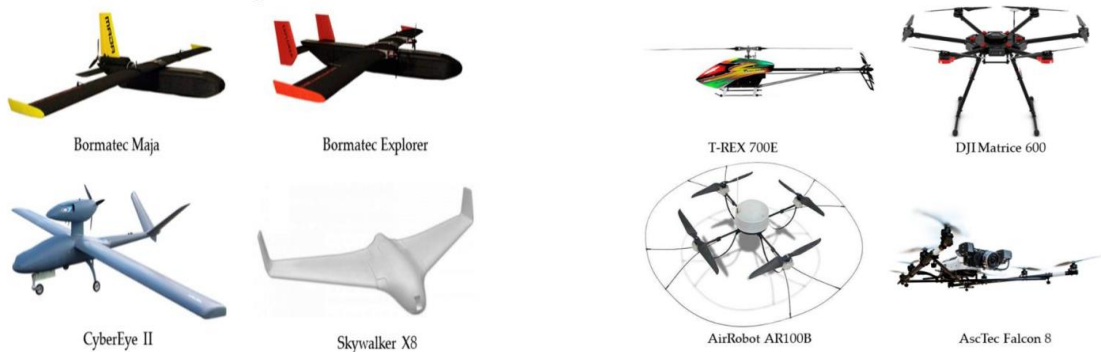 Bormatec Maja
Bormatec Explorer
T-REX 700E
DJI Matrice 600
CyberEye II
Skywalker X8
AirRobot AR100B
AscTec Falcon 8